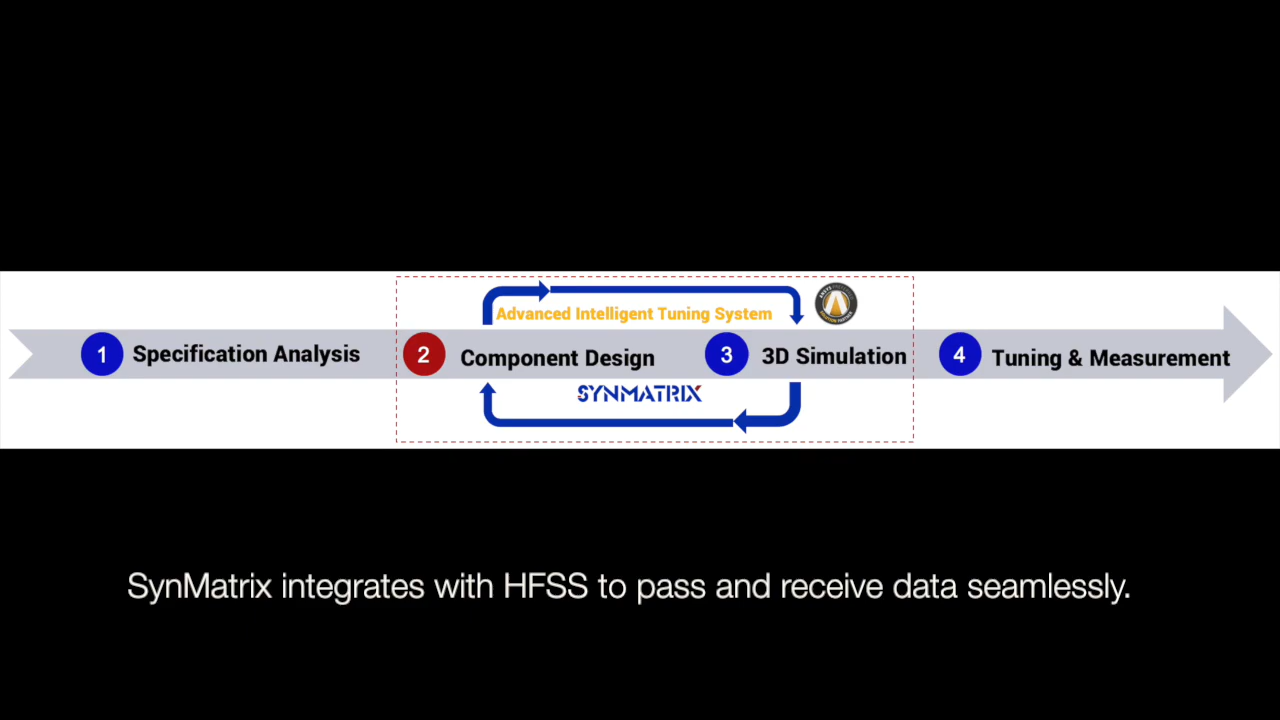 Advanced Intelligent Tuning System
1 Specification Analysis
2 Component Design
3 3D Simulation
4 Tuning & Measurement
SYNMATRIX
SynMatrix integrates with HFSS to pass and receive data seamlessly.